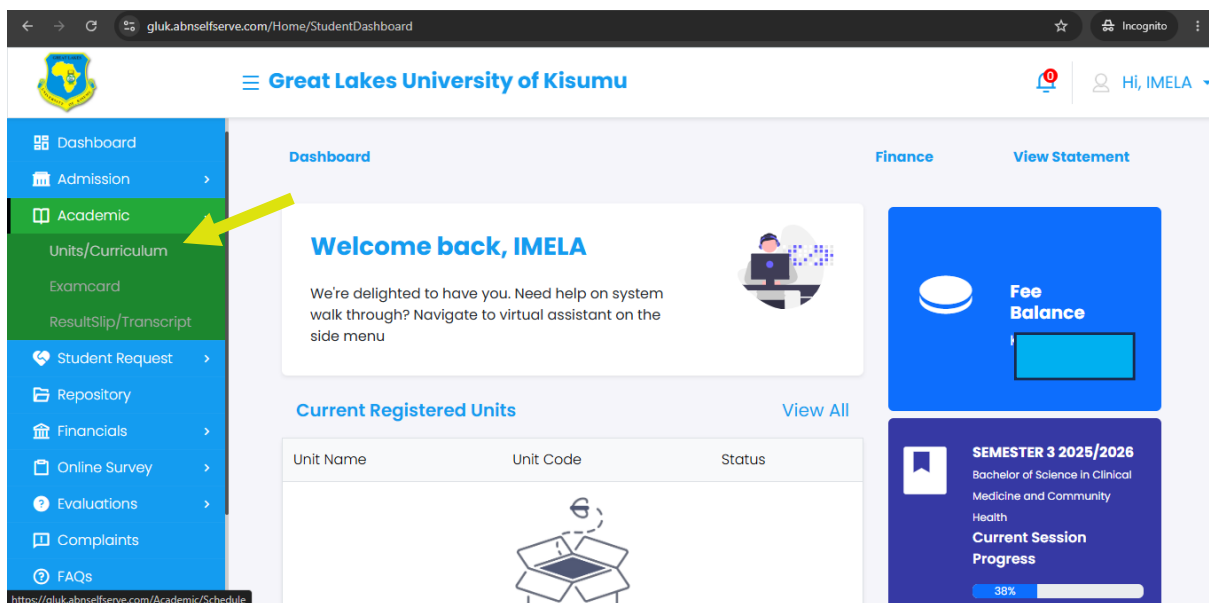 gluk.abnselfserve.com/Home/StudentDashboard
Incognito
Great Lakes University of Kisumu
0
Hi, IMELA
Dashboard
Admission
Academic
Units/Curriculum
Examcard
ResultSlip/Transcript
Student Request
Repository
Financials
Online Survey
Evaluations
Complaints
FAQs
https://gluk.abnselfserve.com/Academic/Schedule
Dashboard
Finance
View Statement
Welcome back, IMELA
We're delighted to have you. Need help on system
walk through? Navigate to virtual assistant on the
side menu
Fee
Balance
Current Registered Units
View All
Unit Name
Unit Code
Status
SEMESTER 3 2025/2026
Bachelor of Science in Clinical
Medicine and Community
Health
Current Session
Progress
38%